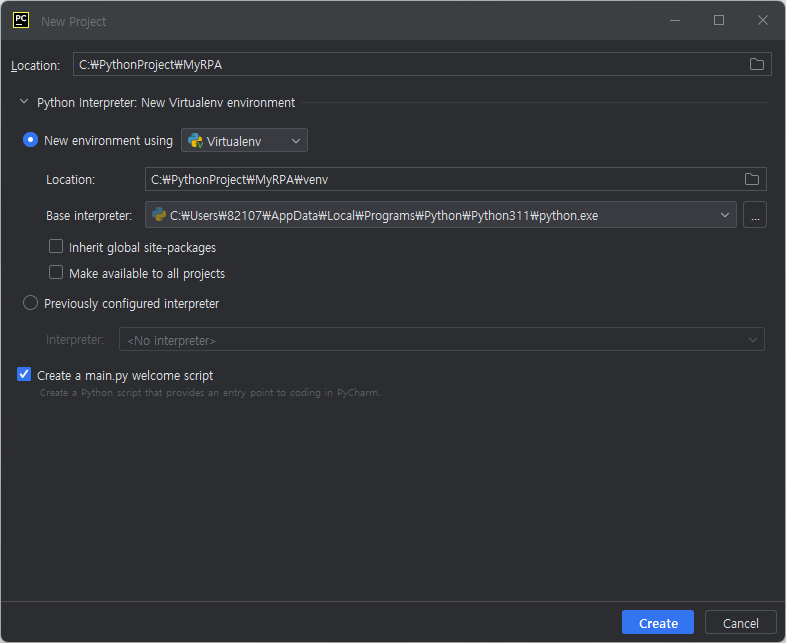 PC
New Project
Location: C:₩PythonProject₩MyRPA
Python Interpreter: New Virtualenv environment
New environment using Virtualenv
Location: C:₩PythonProject₩MyRPA₩venv
Base interpreter: C:₩Users₩82107₩AppData₩Local₩Programs₩Python₩Python311₩python.exe ...
Inherit global site-packages
Make available to all projects
Previously configured interpreter
Interpreter: <No interpreter>
Create a main.py welcome script
Create a Python script that provides an entry point to coding in PyCharm.
Create Cancel